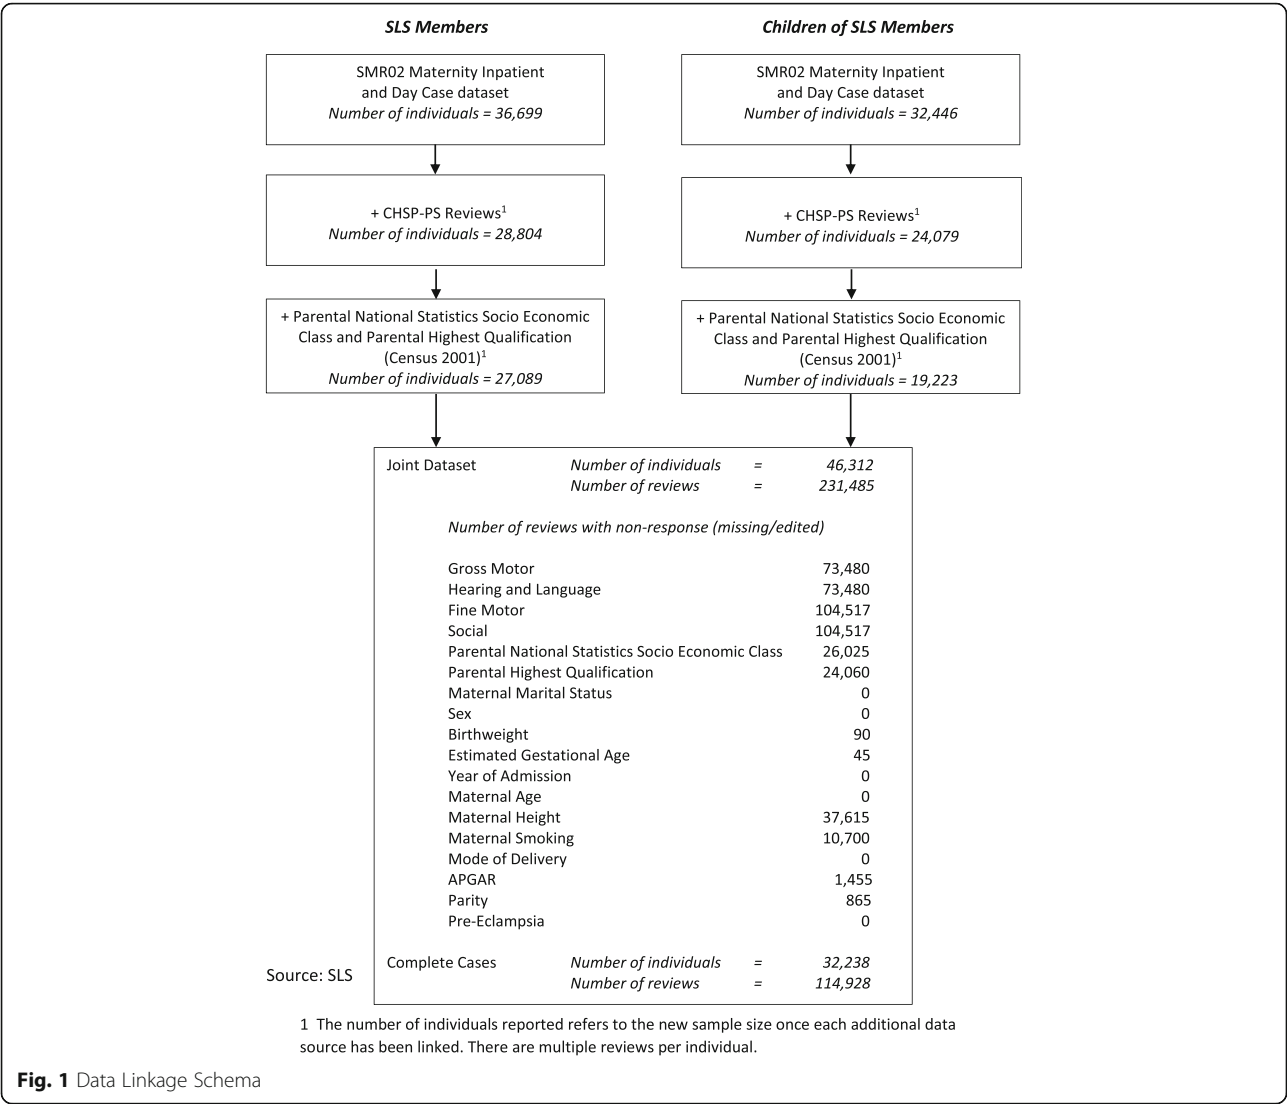 SLS Members
SMR02 Maternity Inpatient
and Day Case dataset
Number of individuals = 36,699
+ CHSP-PS Reviews1
Number of individuals = 28,804
+ Parental National Statistics Socio Economic
Class and Parental Highest Qualification
(Census 2001)1
Number of individuals = 27,089
Children of SLS Members
SMR02 Maternity Inpatient
and Day Case dataset
Number of individuals = 32,446
+ CHSP-PS Reviews1
Number of individuals = 24,079
+ Parental National Statistics Socio Economic
Class and Parental Highest Qualification
(Census 2001)1
Number of individuals = 19,223
Joint Dataset Number of individuals = 46,312
Number of reviews = 231,485
Number of reviews with non-response (missing/edited)
Gross Motor 73,480
Hearing and Language 73,480
Fine Motor 104,517
Social 104,517
Parental National Statistics Socio Economic Class 26,025
Parental Highest Qualification 24,060
Maternal Marital Status 0
Sex 0
Birthweight 90
Estimated Gestational Age 45
Year of Admission 0
Maternal Age 0
Maternal Height 37,615
Maternal Smoking 10,700
Mode of Delivery 0
APGAR 1,455
Parity 865
Pre-Eclampsia 0
Complete Cases Number of individuals = 32,238
Number of reviews = 114,928
Source: SLS
1 The number of individuals reported refers to the new sample size once each additional data
source has been linked. There are multiple reviews per individual.
Fig. 1 Data Linkage Schema